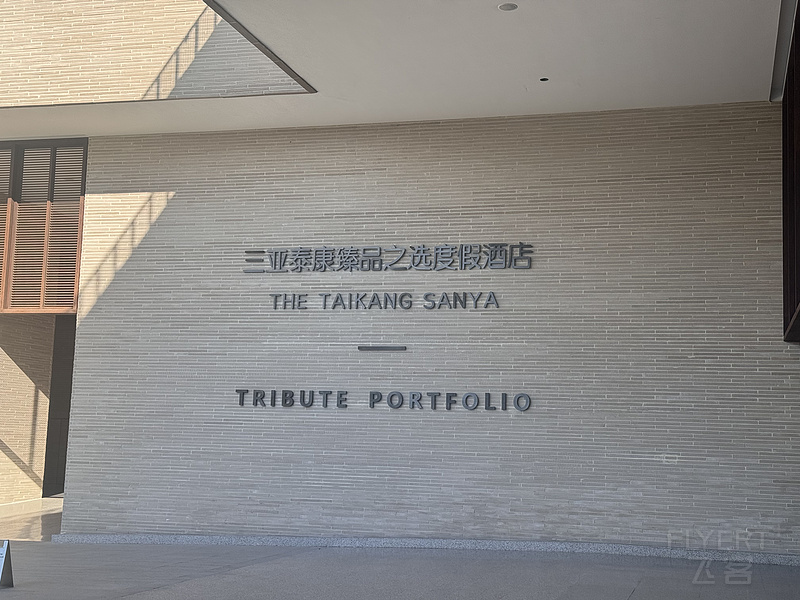 三亚泰康臻品之选度假酒店
THE TAIKANG SANYA
TRIBUTE PORTFOLIO
FLYERT
飞客